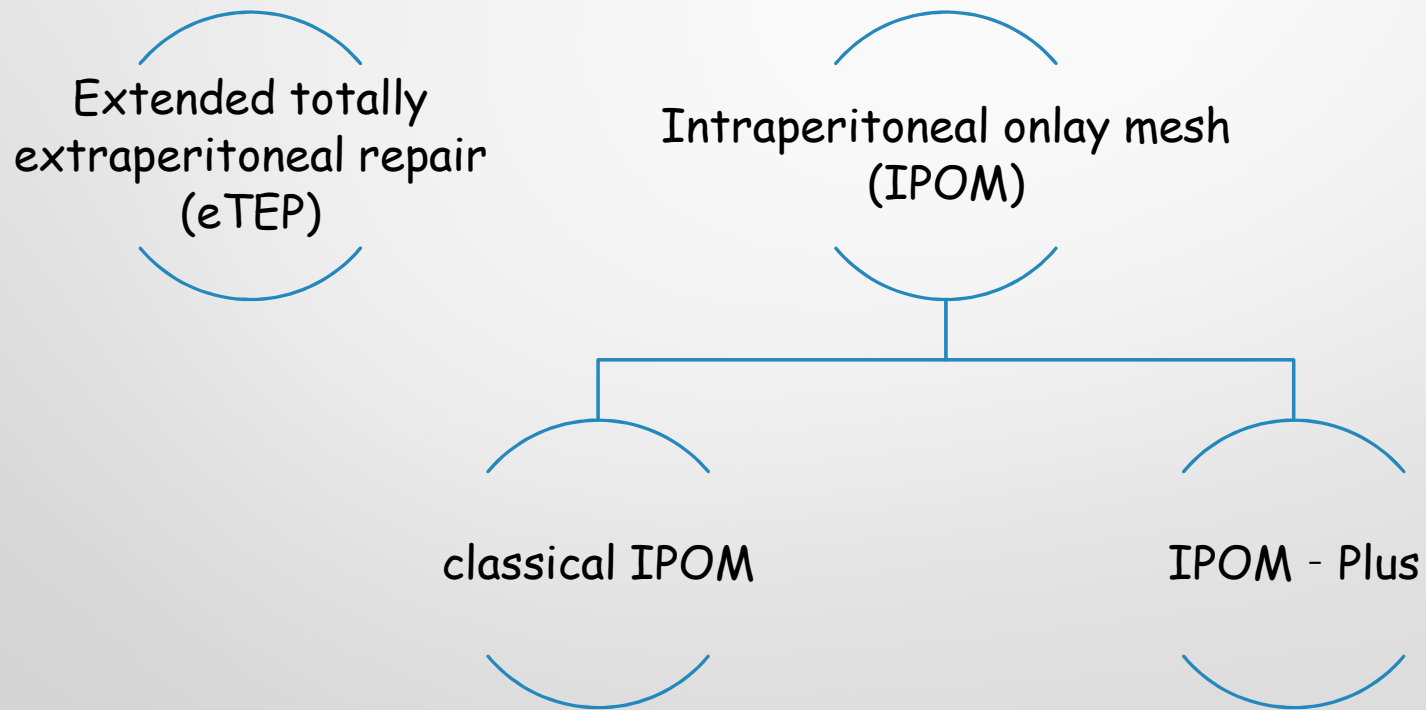 Extended totally
extraperitoneal repair
(eTEP)
Intraperitoneal onlay mesh
(IPOM)
classical IPOM
IPOM - Plus